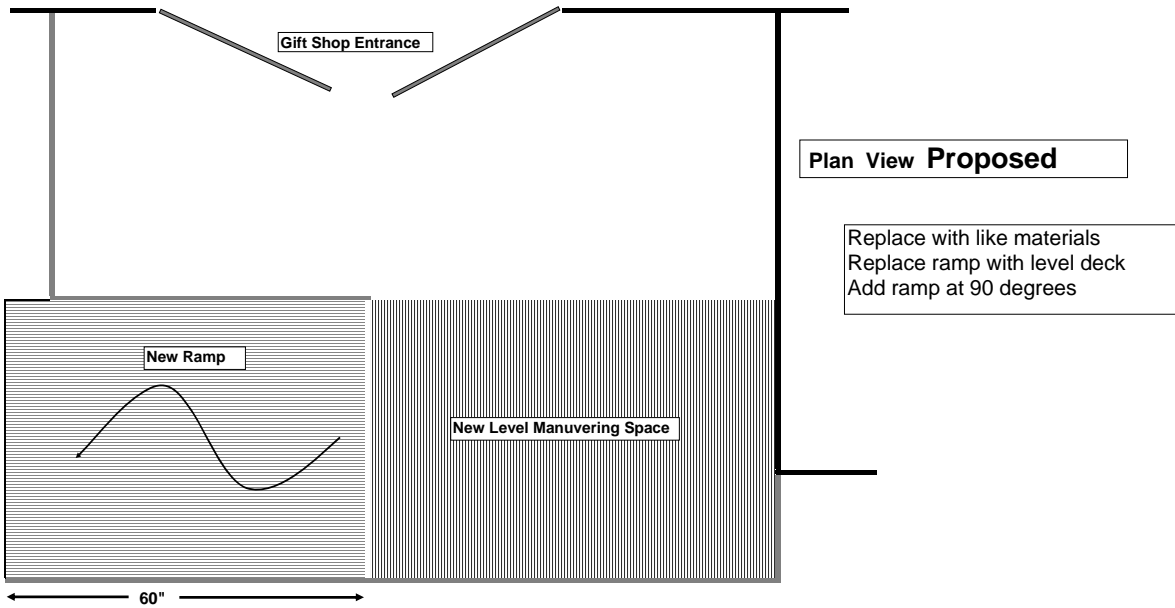 Gift Shop Entrance
Plan View Proposed
Replace with like materials
Replace ramp with level deck
Add ramp at 90 degrees
New Ramp
New Level Manuvering Space
60"